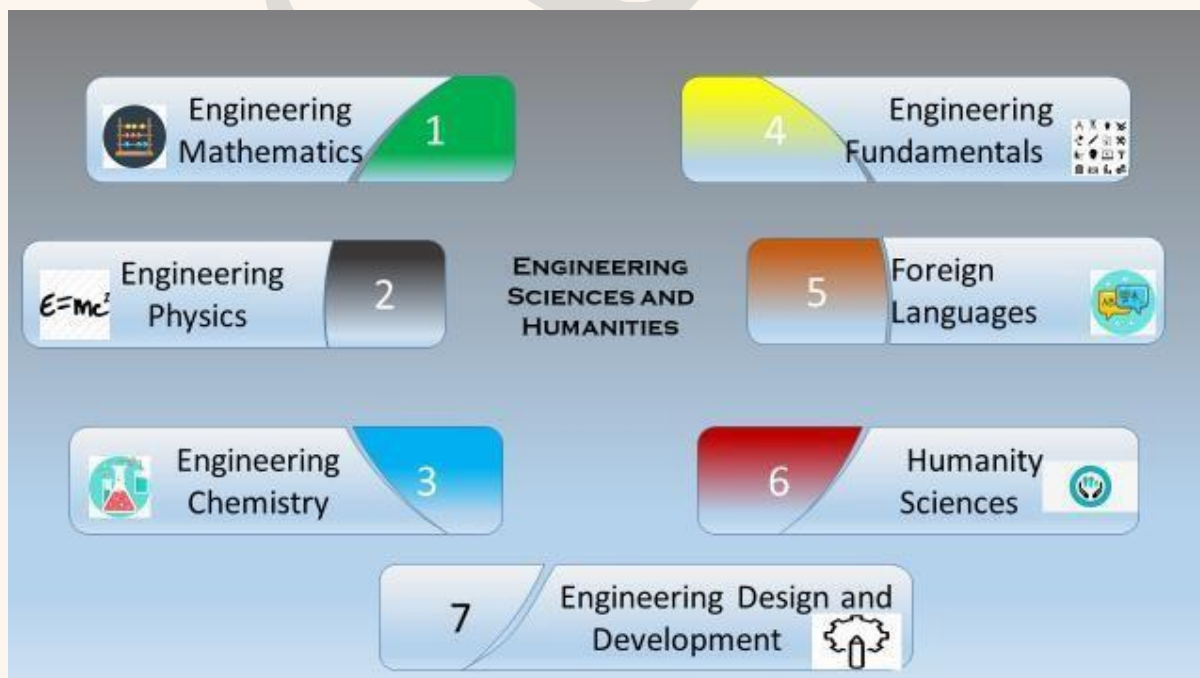 Engineering
Mathematics
1
E=mc²
Engineering
Physics
2
Engineering
Chemistry
3
ENGINEERING
SCIENCES AND
HUMANITIES
4
Engineering
Fundamentals
5
Foreign
Languages
6
Humanity
Sciences
7
Engineering Design and
Development